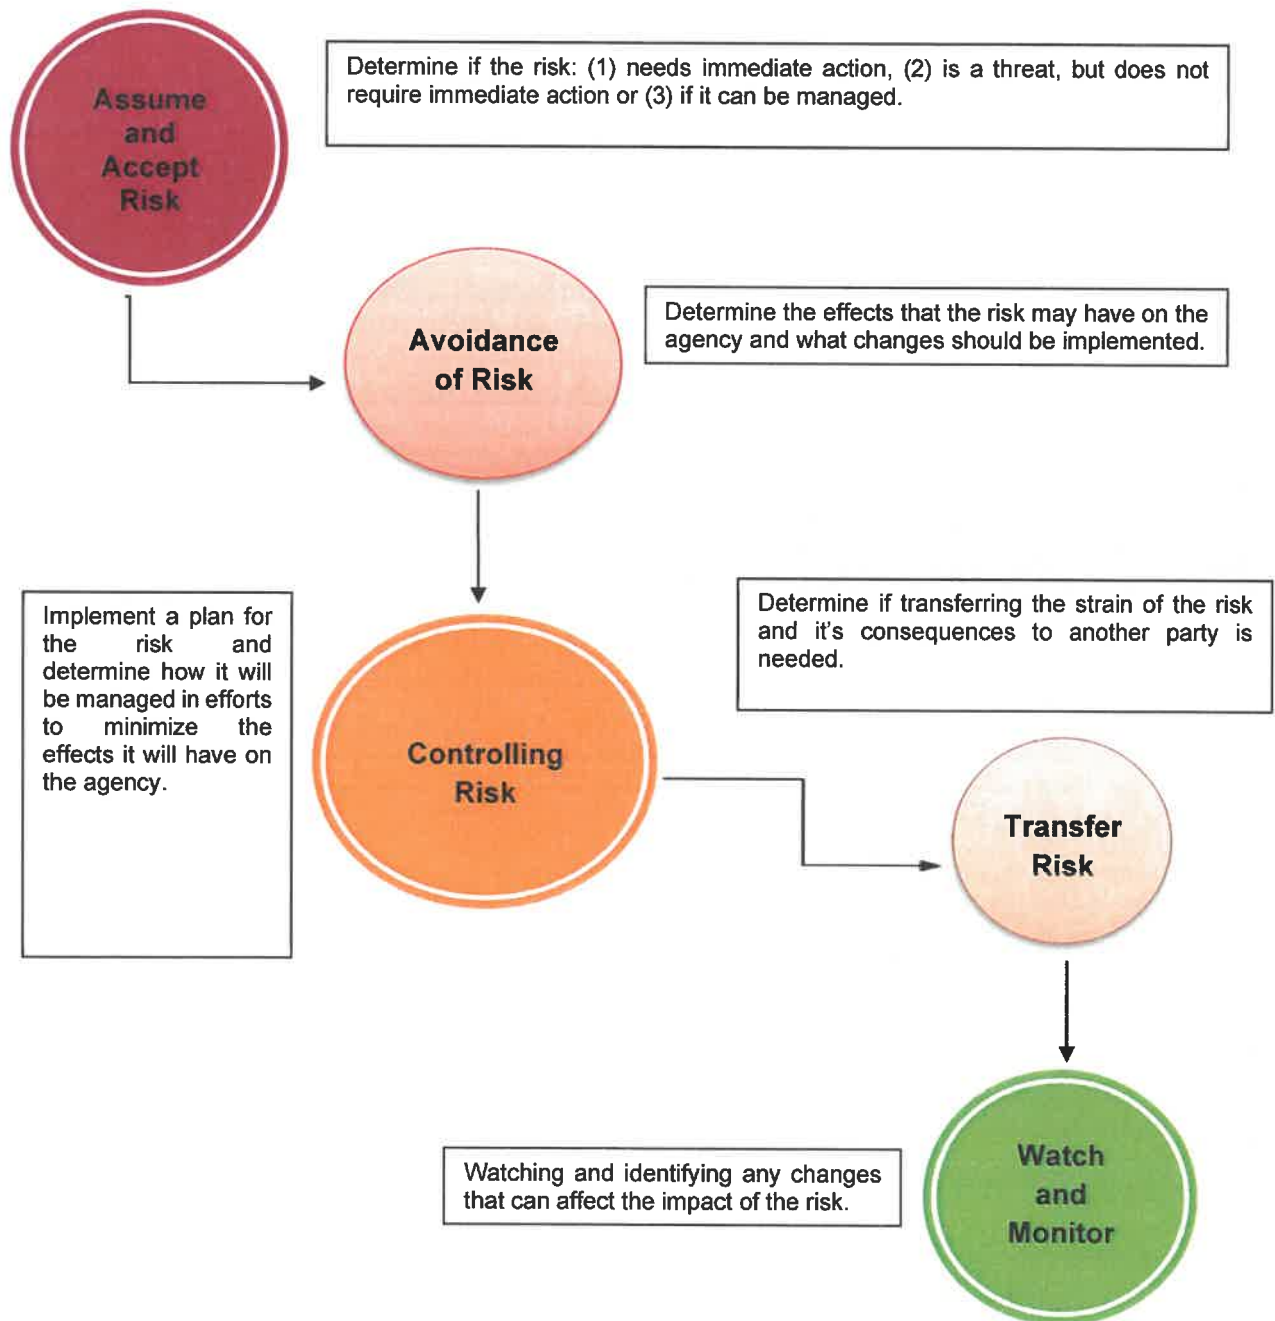 Assume
and
Accept
Risk
Determine if the risk: (1) needs immediate action, (2) is a threat, but does not
require immediate action or (3) if it can be managed.
Avoidance
of Risk
Determine the effects that the risk may have on the
agency and what changes should be implemented.
Implement a plan for
the risk and
determine how it will
be managed in efforts
to minimize the
effects it will have on
the agency.
Controlling
Risk
Determine if transferring the strain of the risk
and it's consequences to another party is
needed.
Transfer
Risk
Watching and identifying any changes
that can affect the impact of the risk.
Watch
and
Monitor